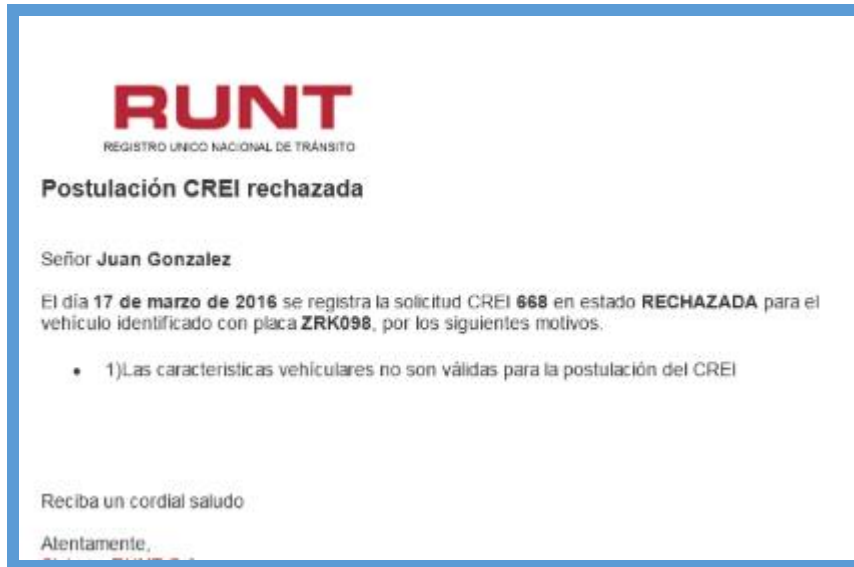 RUNT
REGISTRO UNICO NACIONAL DE TRÁNSITO
Postulación CREI rechazada
Señor Juan Gonzalez
El día 17 de marzo de 2016 se registra la solicitud CREI 668 en estado RECHAZADA para el
vehículo identificado con placa ZRK098, por los siguientes motivos.
• 1)Las caracteristicas vehículares no son válidas para la postulación del CREI
Reciba un cordial saludo
Atentamente,